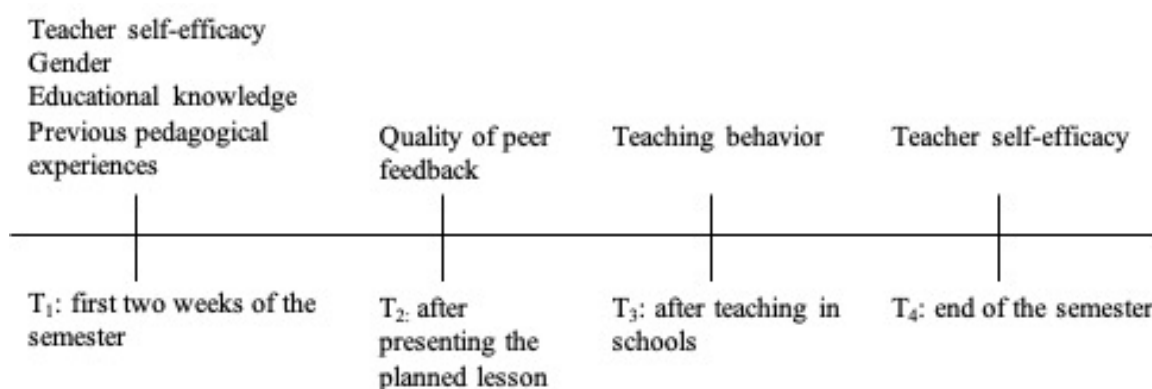 Teacher self-efficacy
Gender
Educational knowledge
Previous pedagogical
experiences
Quality of peer
feedback
Teaching behavior
Teacher self-efficacy
T₁: first two weeks of the
semester
T₂: after
presenting the
planned lesson
T₃: after teaching in
schools
T₄: end of the semester